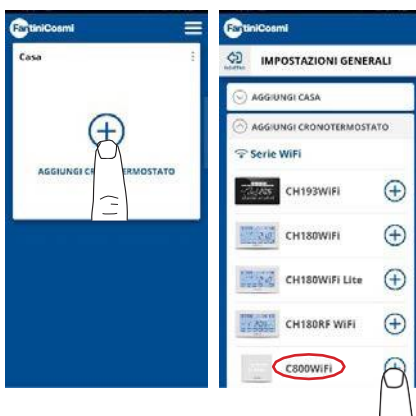 FantiniCosmi
Casa
AGGIUNGI CRONOTERMOSTATO
FantiniCosmi
IMPOSTAZIONI GENERALI
AGGIUNGI CASA
AGGIUNGI CRONOTERMOSTATO
Serie WiFi
CH193WiFi
CH180WiFi
CH180WiFi Lite
CH180RF WiFi
C800WiFi